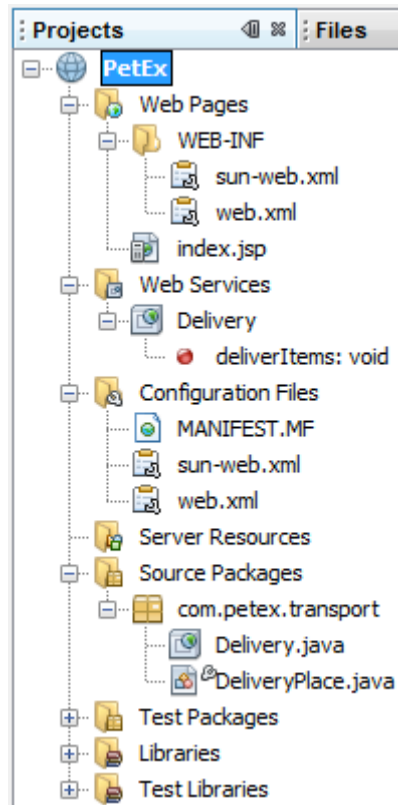 Projects Files
PetEx
Web Pages
WEB-INF
sun-web.xml
web.xml
index.jsp
Web Services
Delivery
deliverItems: void
Configuration Files
MANIFEST.MF
sun-web.xml
web.xml
Server Resources
Source Packages
com.petex.transport
Delivery.java
DeliveryPlace.java
Test Packages
Libraries
Test Libraries